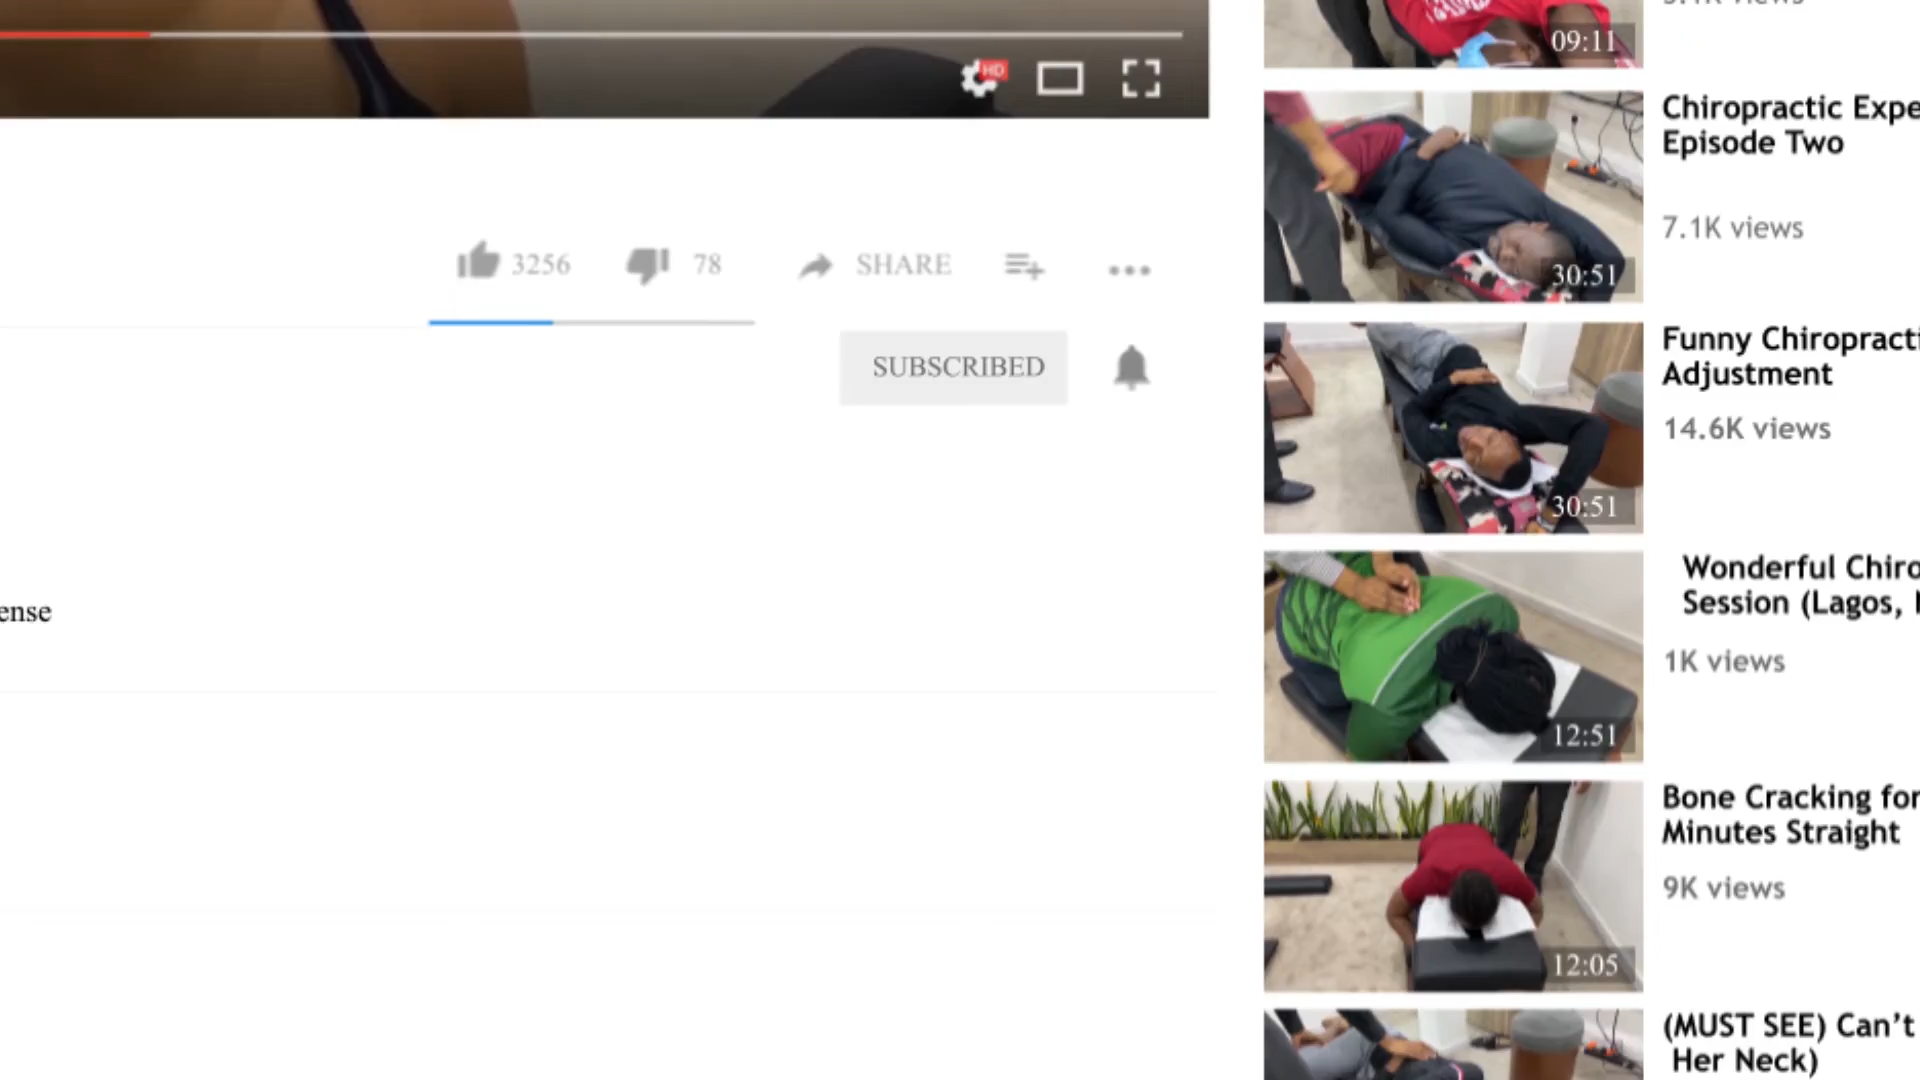 HD
3256
78
SHARE
SUBSCRIBED
ense
09:11
views
Chiropractic Expe
Episode Two
7.1K views
30:51
Funny Chiropracti
Adjustment
14.6K views
30:51
Wonderful Chiro
Session (Lagos,
1K views
12:51
Bone Cracking for
Minutes Straight
9K views
12:05
(MUST SEE) Can’t
Her Neck)